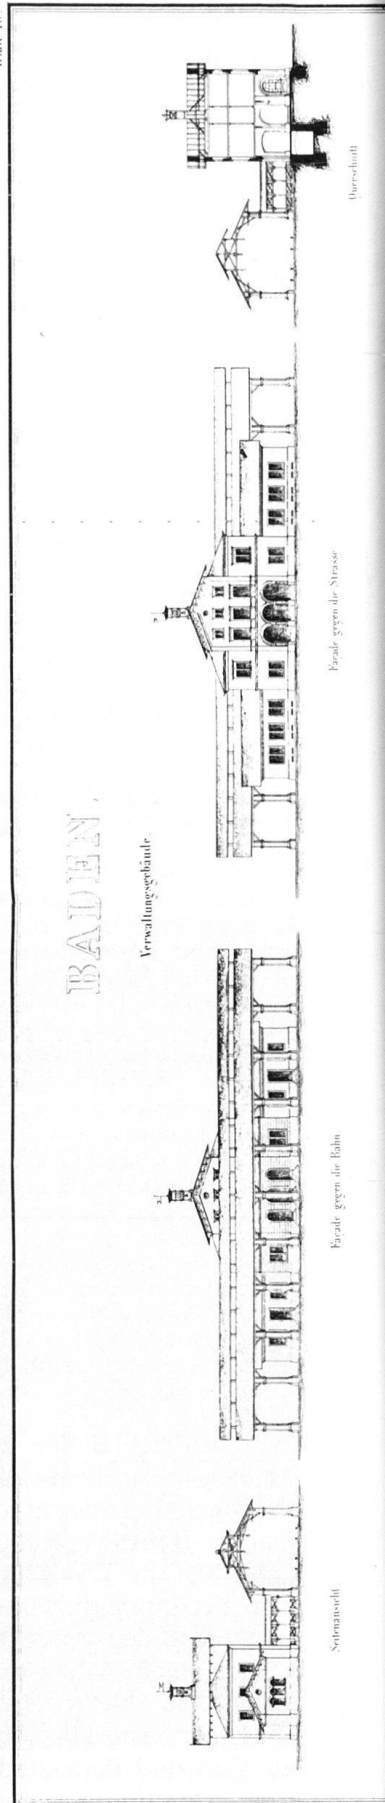 BADEN.
Verwaltungsgebäude.
Seitenansicht
Façade gegen die Bahn
Façade gegen die Strasse
Querschnitt